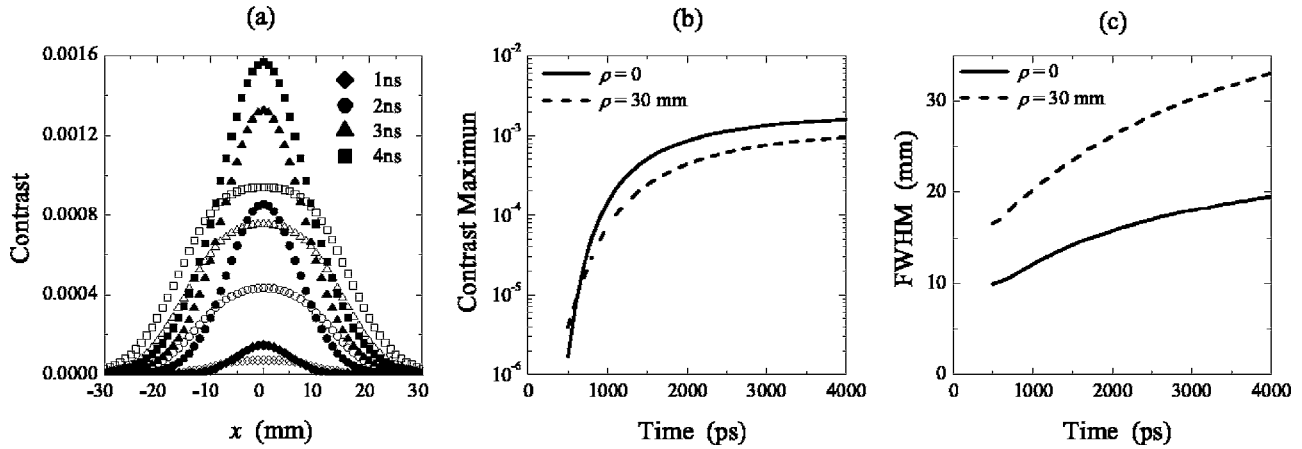 (a)
0.0016
0.0012
0.0008
0.0004
0.0000
Contrast
1ns
2ns
3ns
4ns
-30 -20 -10 0 10 20 30
x (mm)
(b)
10⁻²
10⁻³
10⁻⁴
10⁻⁵
10⁻⁶
Contrast Maximun
ρ = 0
ρ = 30 mm
0 1000 2000 3000 4000
Time (ps)
(c)
30
20
10
0
FWHM (mm)
ρ = 0
ρ = 30 mm
0 1000 2000 3000 4000
Time (ps)